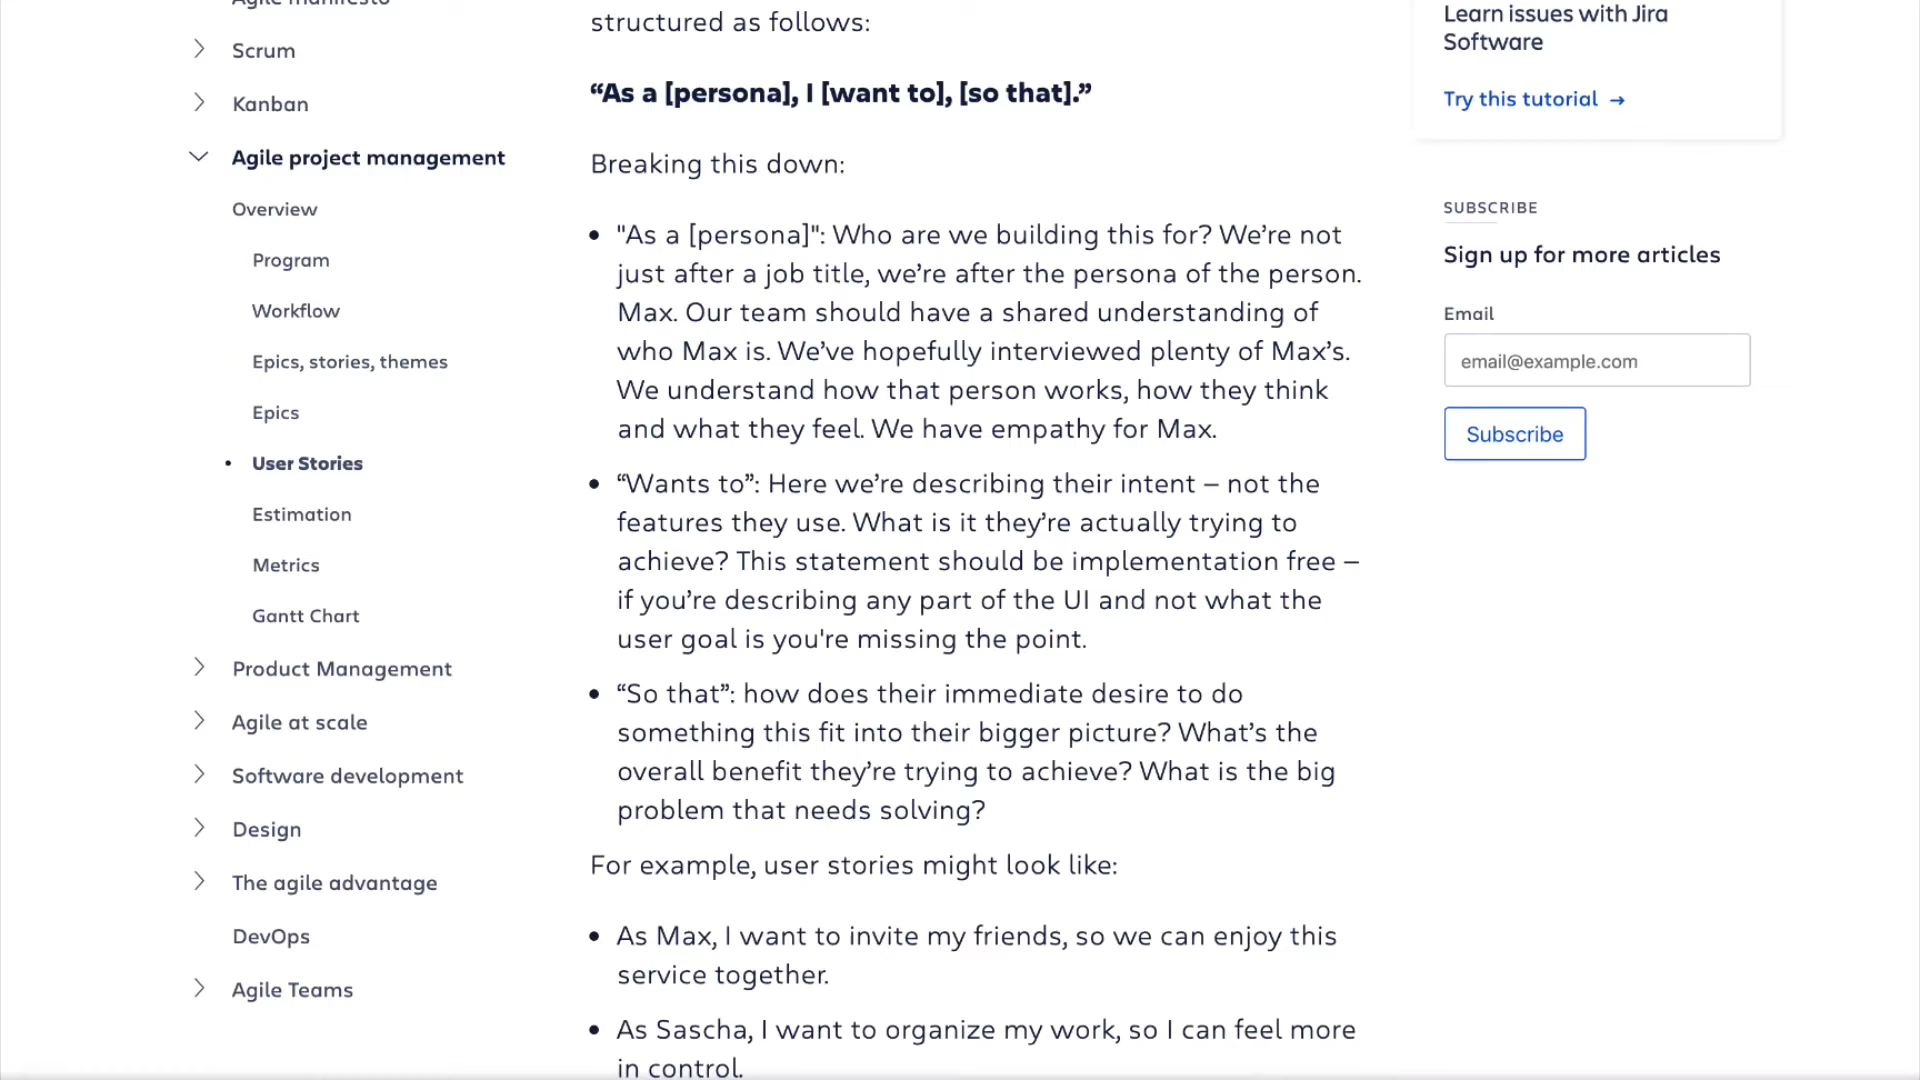 Agile manifesto
Scrum
Kanban
Agile project management
Overview
Program
Workflow
Epics, stories, themes
Epics
• User Stories
Estimation
Metrics
Gantt Chart
Product Management
Agile at scale
Software development
Design
The agile advantage
DevOps
Agile Teams
structured as follows:
“As a [persona], I [want to], [so that].”
Breaking this down:
• "As a [persona]": Who are we building this for? We’re not
just after a job title, we’re after the persona of the person.
Max. Our team should have a shared understanding of
who Max is. We’ve hopefully interviewed plenty of Max’s.
We understand how that person works, how they think
and what they feel. We have empathy for Max.
• “Wants to”: Here we’re describing their intent — not the
features they use. What is it they’re actually trying to
achieve? This statement should be implementation free —
if you’re describing any part of the UI and not what the
user goal is you're missing the point.
• “So that”: how does their immediate desire to do
something this fit into their bigger picture? What’s the
overall benefit they’re trying to achieve? What is the big
problem that needs solving?
For example, user stories might look like:
• As Max, I want to invite my friends, so we can enjoy this
service together.
• As Sascha, I want to organize my work, so I can feel more
in control.
Learn issues with Jira
Software
Try this tutorial →
SUBSCRIBE
Sign up for more articles
Email
email@example.com
Subscribe